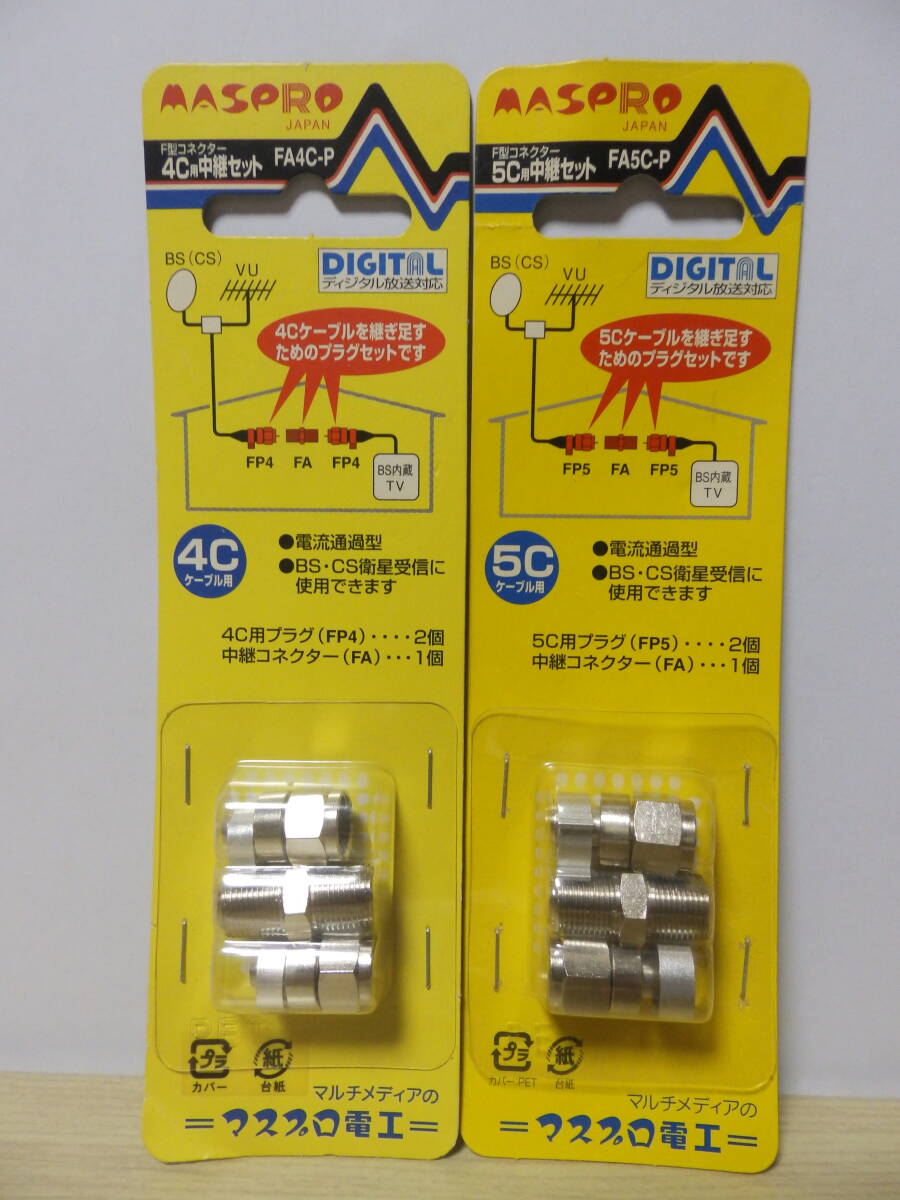 MASPRO
JAPAN
F型コネクター
4C用中継セット FA4C-P
BS(CS)
VU
DIGITAL
ディジタル放送対応
4Cケーブルを継ぎ足す
ためのプラグセットです
FP4 FA FP4
BS内蔵
TV
4C
ケーブル用
●電流通過型
●BS・CS衛星受信に
使用できます
4C用プラグ(FP4)・・・・2個
中継コネクター(FA)・・・1個
PET
プラ
カバー
紙
台紙
マルチメディアの
=マスプロ電工=
MASPRO
JAPAN
F型コネクター
5C用中継セット FA5C-P
BS(CS)
VU
DIGITAL
ディジタル放送対応
5Cケーブルを継ぎ足す
ためのプラグセットです
FP5 FA FP5
BS内蔵
TV
5C
ケーブル用
●電流通過型
●BS・CS衛星受信に
使用できます
5C用プラグ(FP5)・・・・2個
中継コネクター(FA)・・・1個
プラ
カバー:PET
紙
台紙
マルチメディアの
=マスプロ電工=